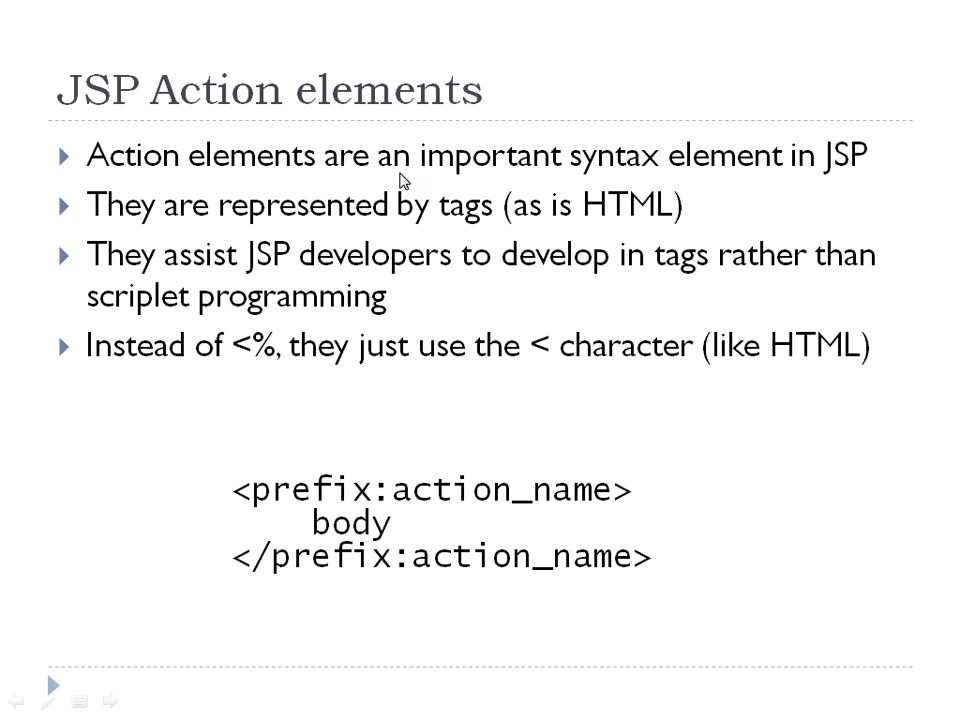 JSP Action elements
Action elements are an important syntax element in JSP
They are represented by tags (as is HTML)
They assist JSP developers to develop in tags rather than
scriplet programming
Instead of <%, they just use the < character (like HTML)
<prefix:action_name>
body
</prefix:action_name>